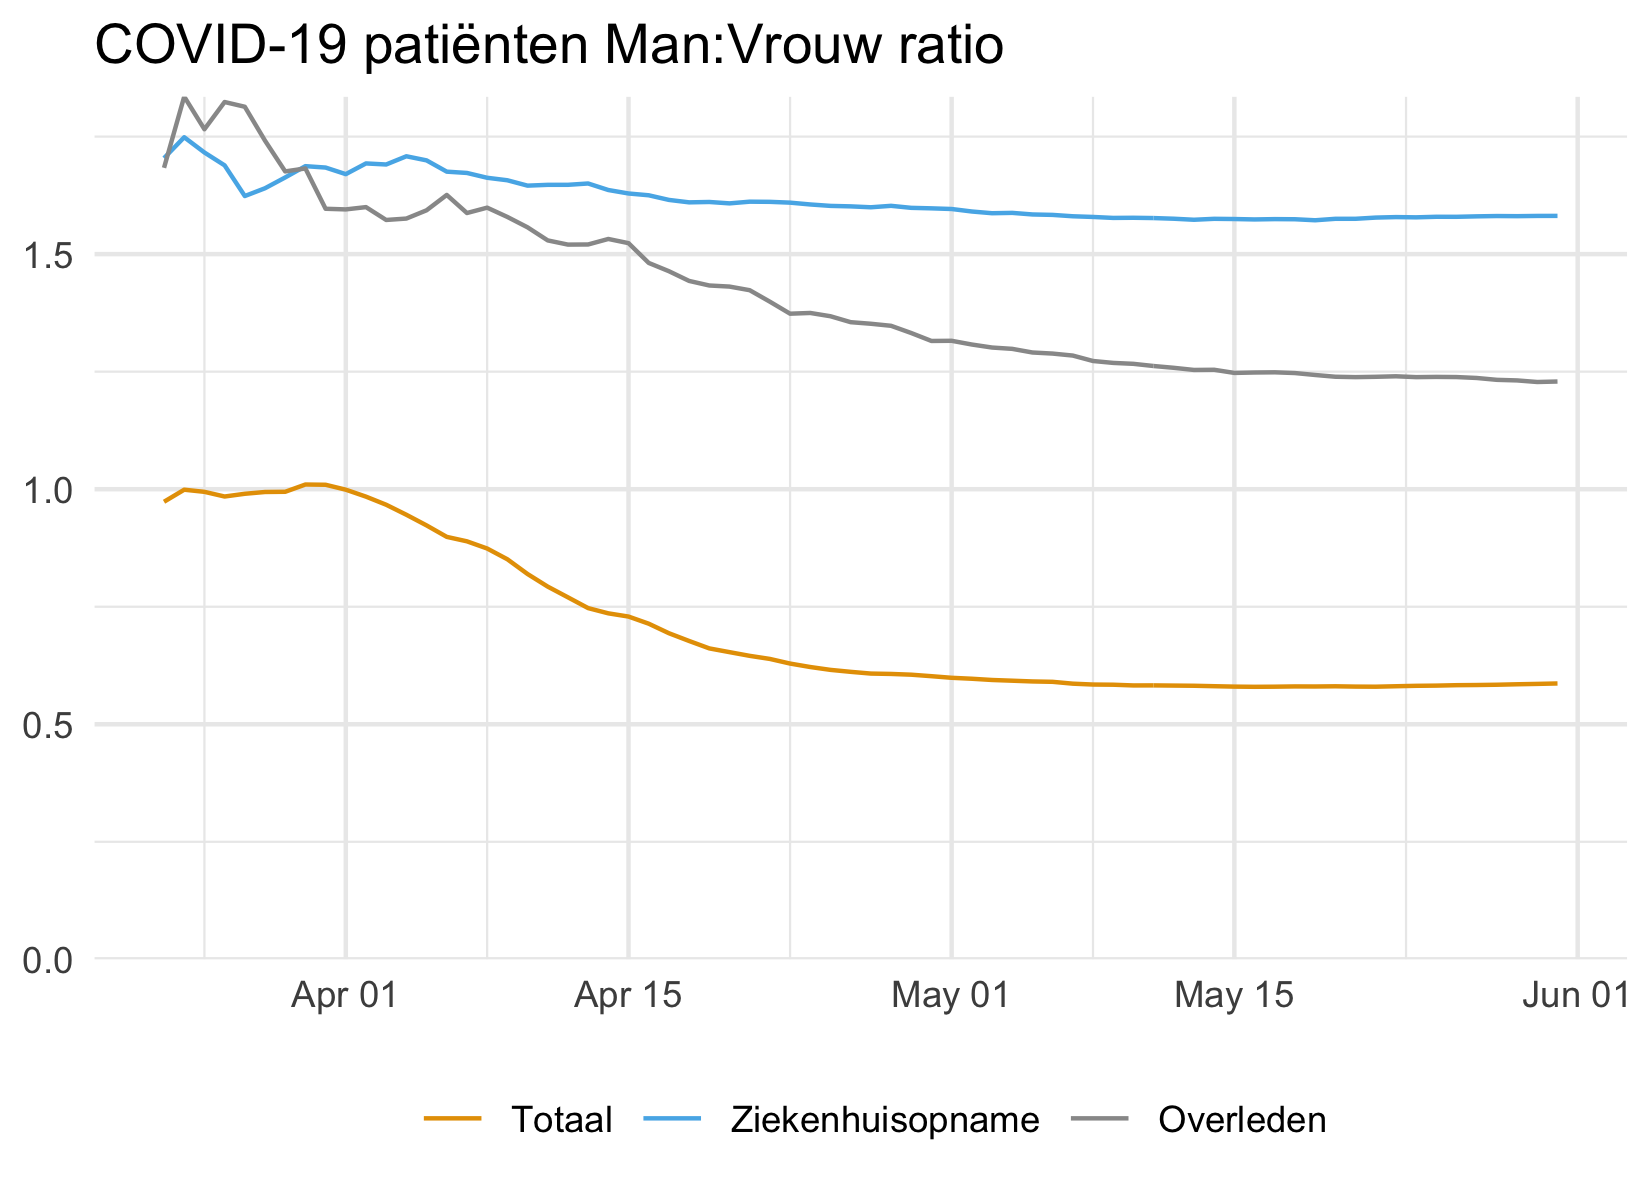 COVID-19 patiënten Man:Vrouw ratio
1.5
1.0
0.5
0.0
Apr 01 Apr 15 May 01 May 15 Jun 01
Totaal Ziekenhuisopname Overleden